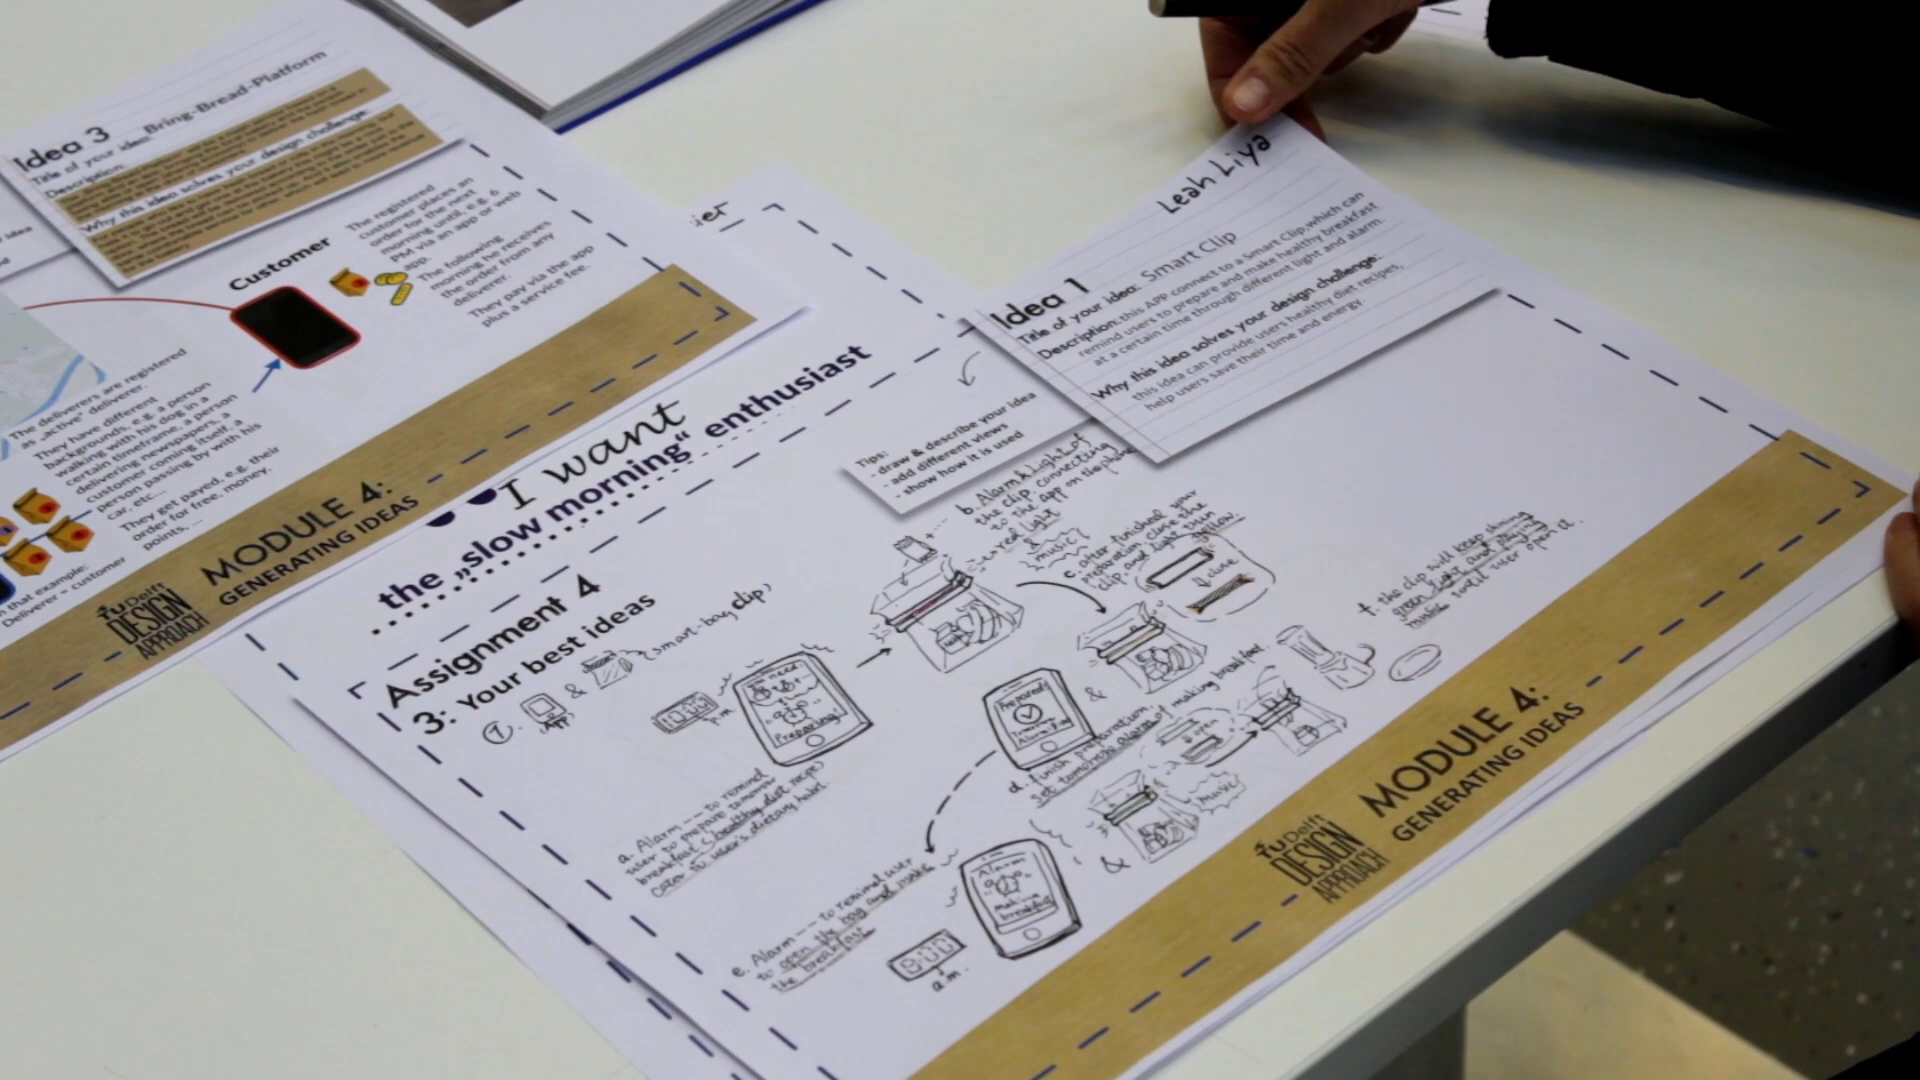 Idea 3
Title of your idea: Bring-Bread-Platform
Description:
Why this idea solves your design challenge:
Customer
The registered
customer places an
order for the next
morning until, e.g. 6
PM via an app or web
app.
The following
morning he receives
the order from any
deliverer.
They pay via the app
plus a service fee.
The deliverers are registered
as „active" deliverer.
They have different
backgrounds, e.g. a person
walking with his dog in a
certain timeframe, a person
delivering newspapers, a
customer coming itself, a
person passing by with his
car, etc...
They get payed, e.g. their
order for free, money,
points, ...
that example:
Deliverer = customer
TUDelft
DESIGN
APPROACH
MODULE 4:
GENERATING IDEAS
ier
Leah Liya
Idea 1
Title of your idea: Smart Clip
Description: this APP connect to a Smart Clip,which can
remind users to prepare and make healthy breakfast
at a certain time through different light and alarm.
Why this idea solves your design challenge:
this idea can provide users healthy diet recipes,
help users save their time and energy
Tips:
- draw & describe your idea
- add different views
- show how it is used
I want
the „slow morning" enthusiast
Assignment 4
3: Your best ideas
1. App & (smart-bag clip)
p.m.
Preparing!
a. Alarm --- to remind
user to prepare tomorrow
breakfast (healthy diet recipe)
cater to user's dietary habit.
b. Alarm & Light of
the clip connecting
to the app on the phone
red light
music
c. after finished your
preparation, close the
clip, and light turn
yellow.
close
Prepared!
d. finish preparation,
set tomorrow alarm of making breakfast.
open
music
e. Alarm --- to remind user
to open the bag and make
the breakfast
8:00
a.m.
Alarm
Making
breakfast
&
f. the clip will keep shining
green light and playing
music until user open it.
TUDelft
DESIGN
APPROACH
MODULE 4:
GENERATING IDEAS